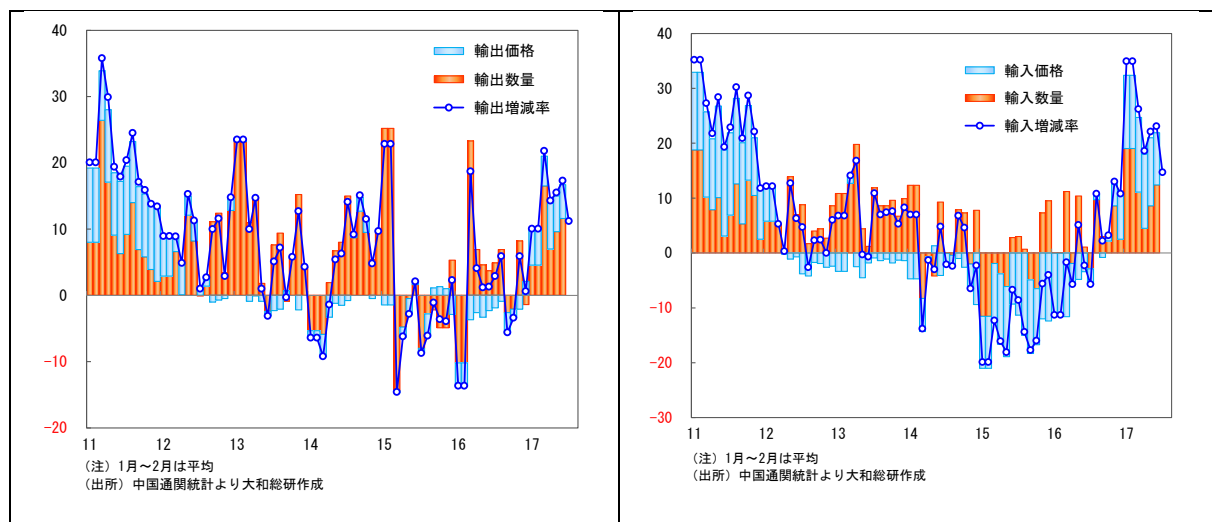 40
30
20
10
0
−10
−20
輸出価格
輸出数量
輸出増減率
11 12 13 14 15 16 17
（注）1月～2月は平均
（出所）中国通関統計より大和総研作成
40
30
20
10
0
−10
−20
−30
輸入価格
輸入数量
輸入増減率
11 12 13 14 15 16 17
（注）1月～2月は平均
（出所）中国通関統計より大和総研作成